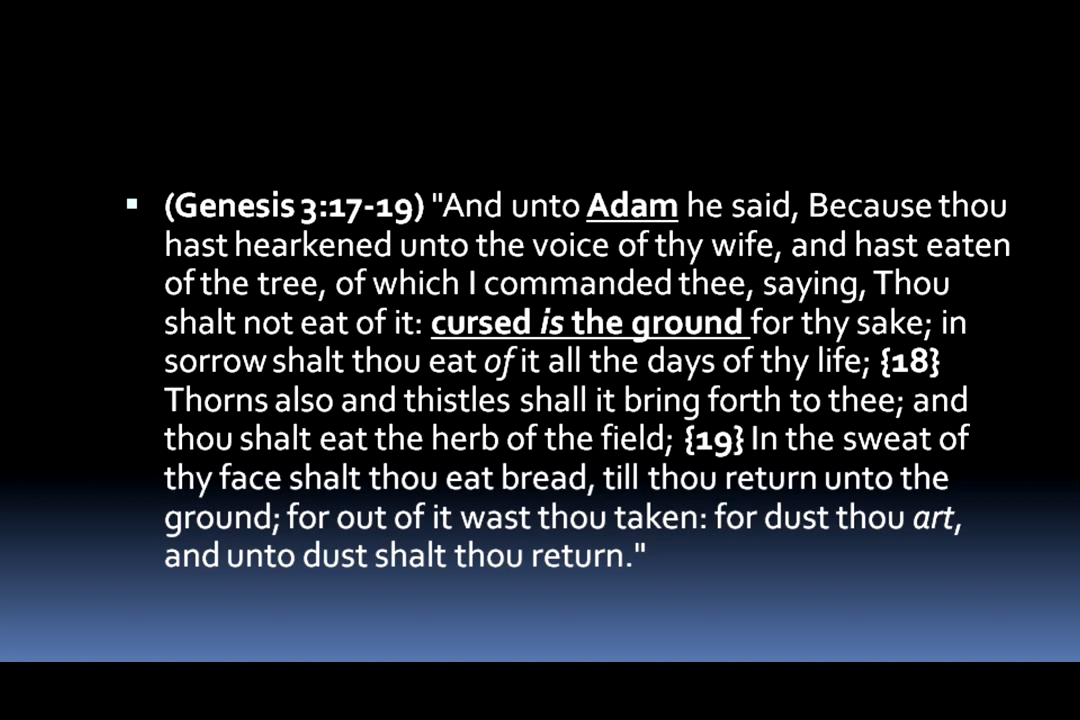 ▪ (Genesis 3:17-19) "And unto Adam he said, Because thou
hast hearkened unto the voice of thy wife, and hast eaten
of the tree, of which I commanded thee, saying, Thou
shalt not eat of it: cursed is the ground for thy sake; in
sorrow shalt thou eat of it all the days of thy life; {18}
Thorns also and thistles shall it bring forth to thee; and
thou shalt eat the herb of the field; {19} In the sweat of
thy face shalt thou eat bread, till thou return unto the
ground; for out of it wast thou taken: for dust thou art,
and unto dust shalt thou return."